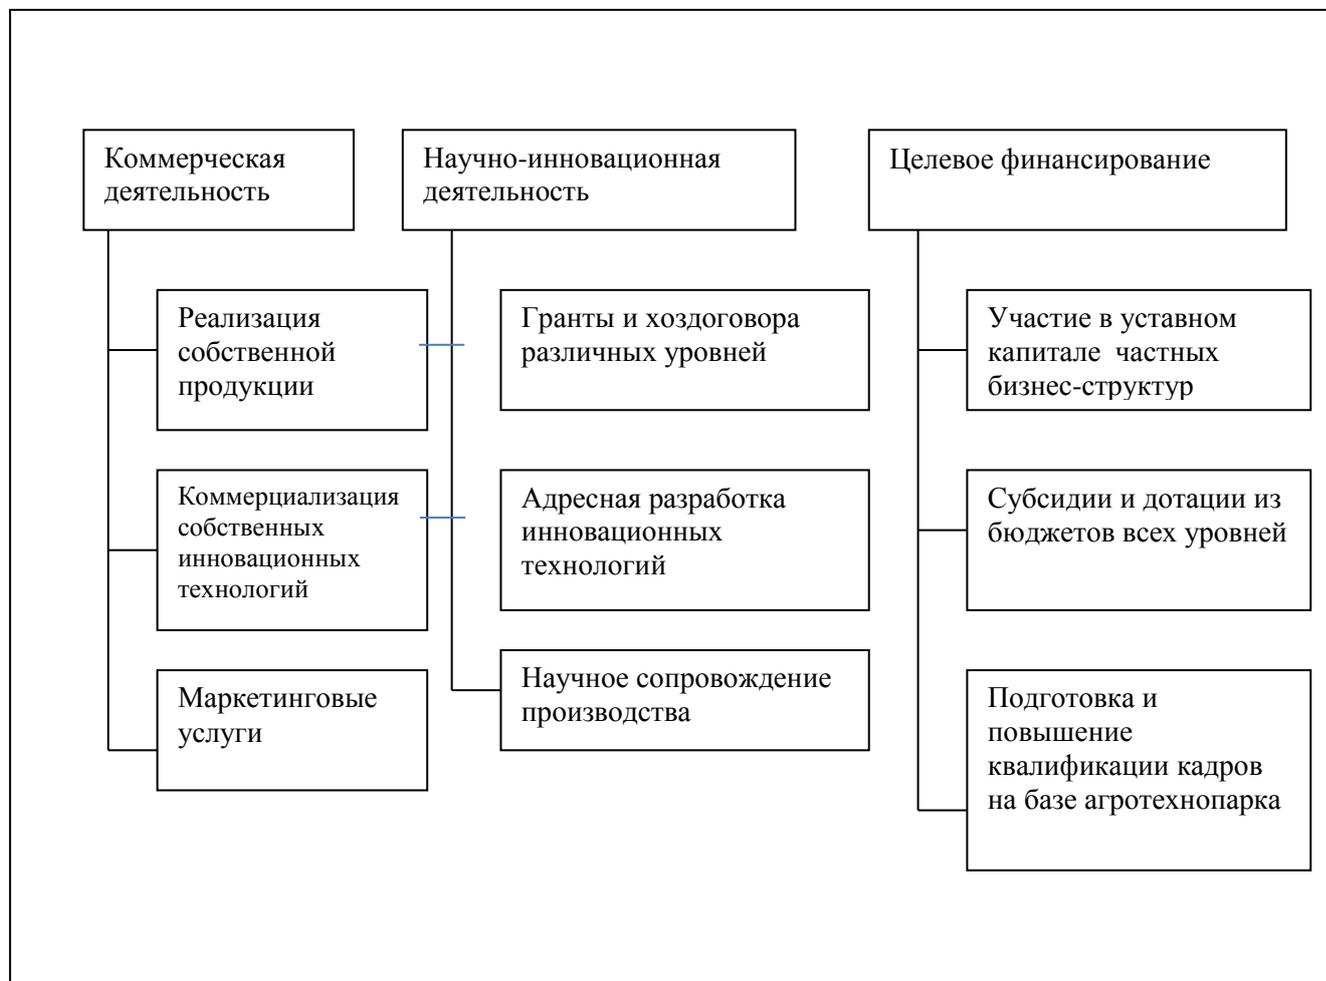 Коммерческая
деятельность
Реализация
собственной
продукции
Коммерциализация
собственных
инновационных
технологий
Маркетинговые
услуги
Научно-инновационная
деятельность
Гранты и хоздоговора
различных уровней
Адресная разработка
инновационных
технологий
Научное сопровождение
производства
Целевое финансирование
Участие в уставном
капитале  частных
бизнес-структур
Субсидии и дотации из
бюджетов всех уровней
Подготовка и
повышение
квалификации кадров
на базе агротехнопарка